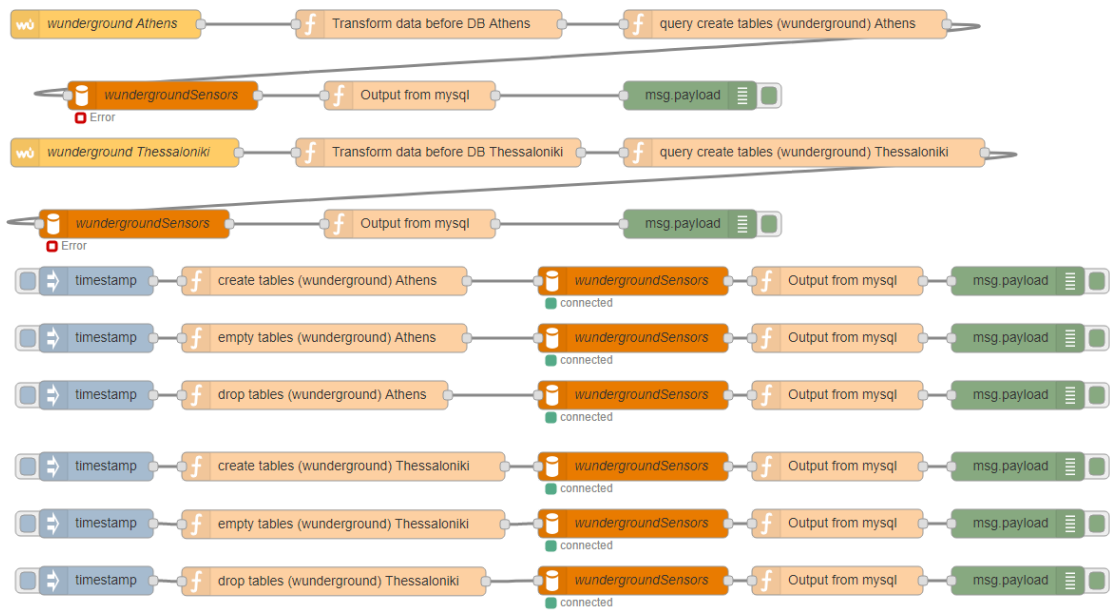 wunderground Athens Transform data before DB Athens query create tables (wunderground) Athens
wundergroundSensors Output from mysql msg.payload
Error
wunderground Thessaloniki Transform data before DB Thessaloniki query create tables (wunderground) Thessaloniki
wundergroundSensors Output from mysql msg.payload
Error
timestamp create tables (wunderground) Athens wundergroundSensors Output from mysql msg.payload
connected
timestamp empty tables (wunderground) Athens wundergroundSensors Output from mysql msg.payload
connected
timestamp drop tables (wunderground) Athens wundergroundSensors Output from mysql msg.payload
connected
timestamp create tables (wunderground) Thessaloniki wundergroundSensors Output from mysql msg.payload
connected
timestamp empty tables (wunderground) Thessaloniki wundergroundSensors Output from mysql msg.payload
connected
timestamp drop tables (wunderground) Thessaloniki wundergroundSensors Output from mysql msg.payload
connected